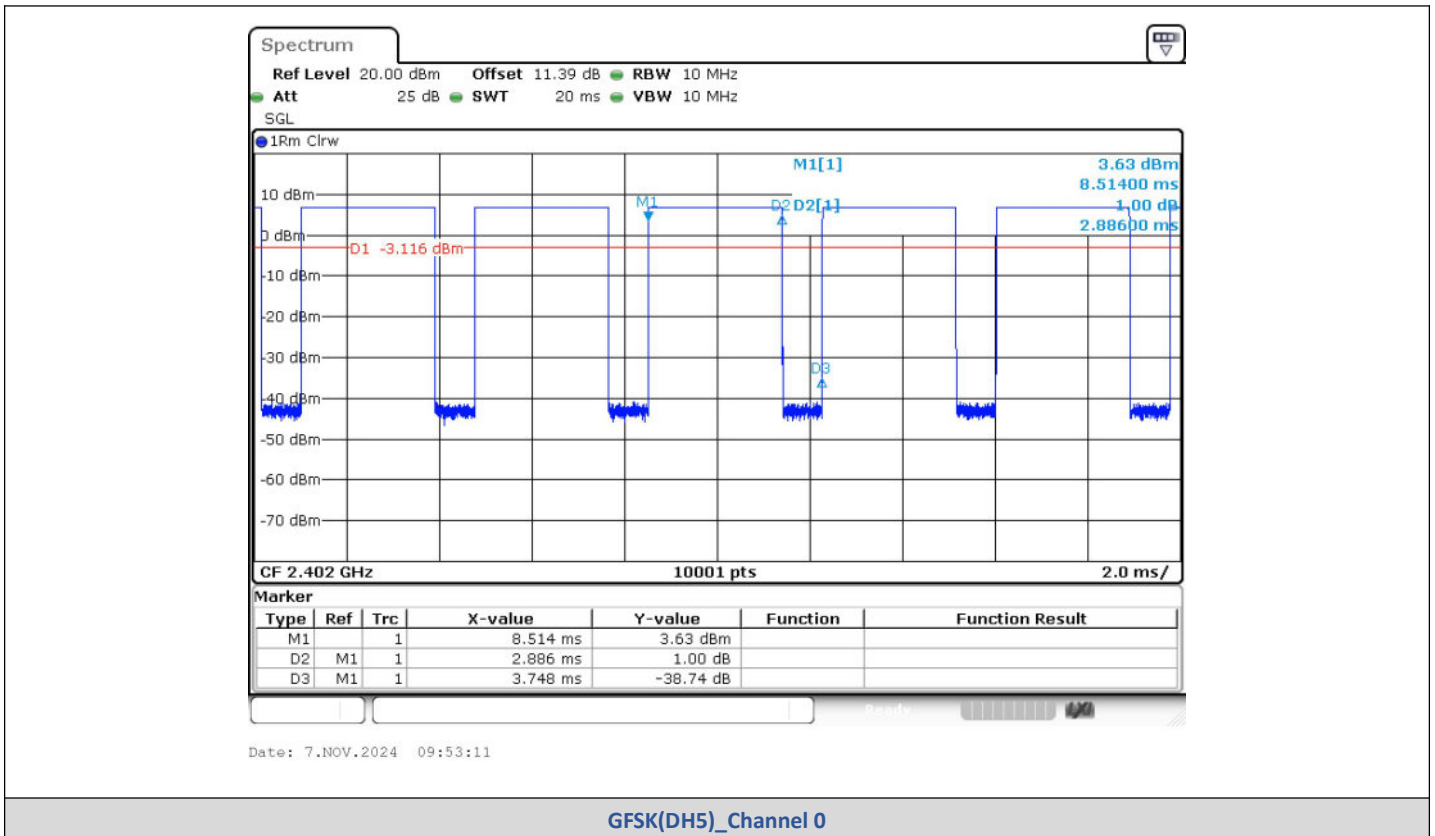 Spectrum
Ref Level 20.00 dBm Offset 11.39 dB RBW 10 MHz
Att 25 dB SWT 20 ms VBW 10 MHz
SGL
1Rm Clrw
M1[1] 3.63 dBm
8.51400 ms
10 dBm
M1 D2 D2[1] 1.00 dB
2.88600 ms
0 dBm
D1 -3.116 dBm
-10 dBm
-20 dBm
-30 dBm
D3
-40 dBm
-50 dBm
-60 dBm
-70 dBm
CF 2.402 GHz 10001 pts 2.0 ms/
Marker
Type Ref Trc X-value Y-value Function Function Result
M1 1 8.514 ms 3.63 dBm
D2 M1 1 2.886 ms 1.00 dB
D3 M1 1 3.748 ms -38.74 dB
Ready
Date: 7.NOV.2024 09:53:11
GFSK(DH5)_Channel 0